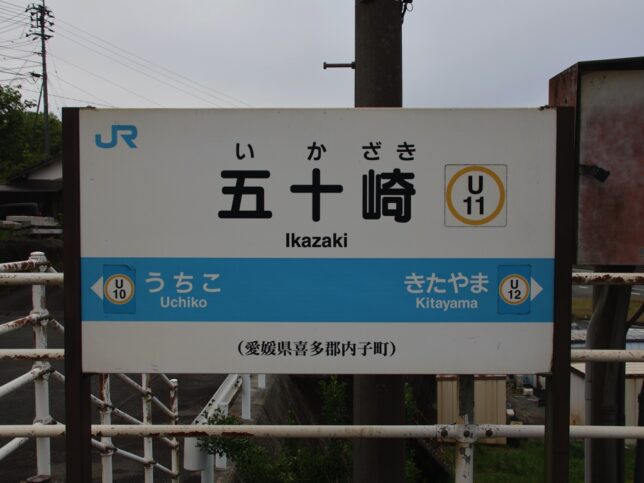 JR
いかざき
五十崎
U
11
Ikazaki
U
10
うちこ
Uchiko
きたやま
Kitayama
U
12
(愛媛県喜多郡内子町)